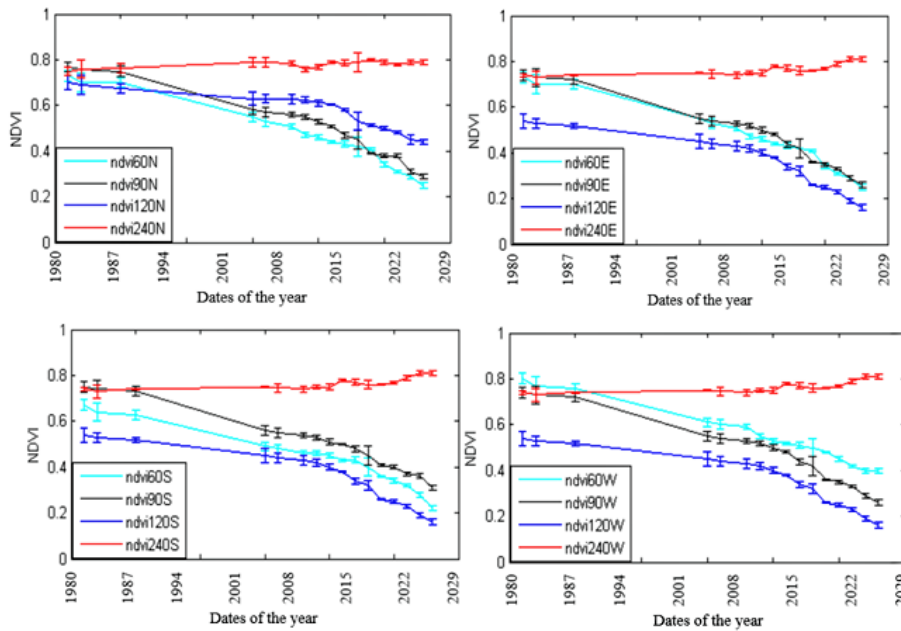 1
0.8
0.6
0.4
0.2
0
NDVI
ndvi60N
ndvi90N
ndvi120N
ndvi240N
1980
1987
1994
2001
2008
2015
2022
2029
Dates of the year
1
0.8
0.6
0.4
0.2
0
NDVI
ndvi60E
ndvi90E
ndvi120E
ndvi240E
1980
1987
1994
2001
2008
2015
2022
2029
Dates of the year
1
0.8
0.6
0.4
0.2
0
NDVI
ndvi60S
ndvi90S
ndvi120S
ndvi240S
1980
1987
1994
2001
2008
2015
2022
2029
Dates of the year
1
0.8
0.6
0.4
0.2
0
NDVI
ndvi60W
ndvi90W
ndvi120W
ndvi240W
1980
1987
1994
2001
2008
2015
2022
2029
Dates of the year